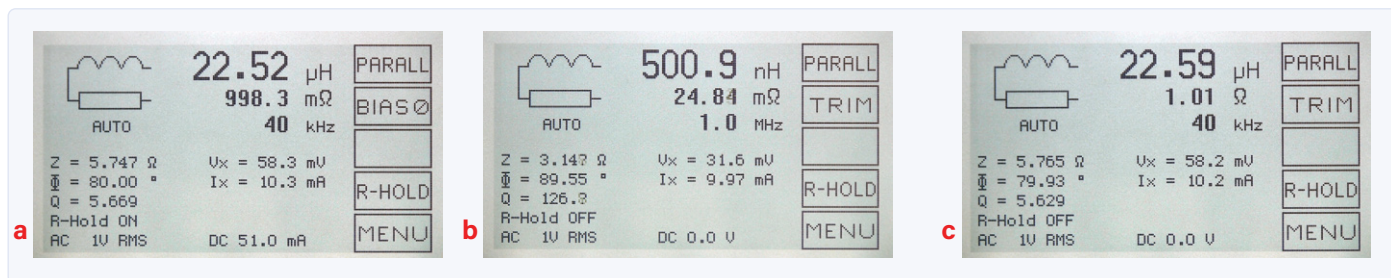 22.52 µH
998.3 mΩ
40 kHz
AUTO
Z = 5.747 Ω
Vx = 58.3 mV
Φ = 80.00 °
Ix = 10.3 mA
Q = 5.669
R-Hold ON
AC 1V RMS
DC 51.0 mA
PARALL
BIASØ
R-HOLD
MENU
a
500.9 nH
24.84 mΩ
1.0 MHz
AUTO
Z = 3.147 Ω
Vx = 31.6 mV
Φ = 89.55 °
Ix = 9.97 mA
Q = 126.3
R-Hold OFF
AC 1V RMS
DC 0.0 V
PARALL
TRIM
R-HOLD
MENU
b
22.59 µH
1.01 Ω
40 kHz
AUTO
Z = 5.765 Ω
Vx = 58.2 mV
Φ = 79.93 °
Ix = 10.2 mA
Q = 5.629
R-Hold OFF
AC 1V RMS
DC 0.0 V
PARALL
TRIM
R-HOLD
MENU
c